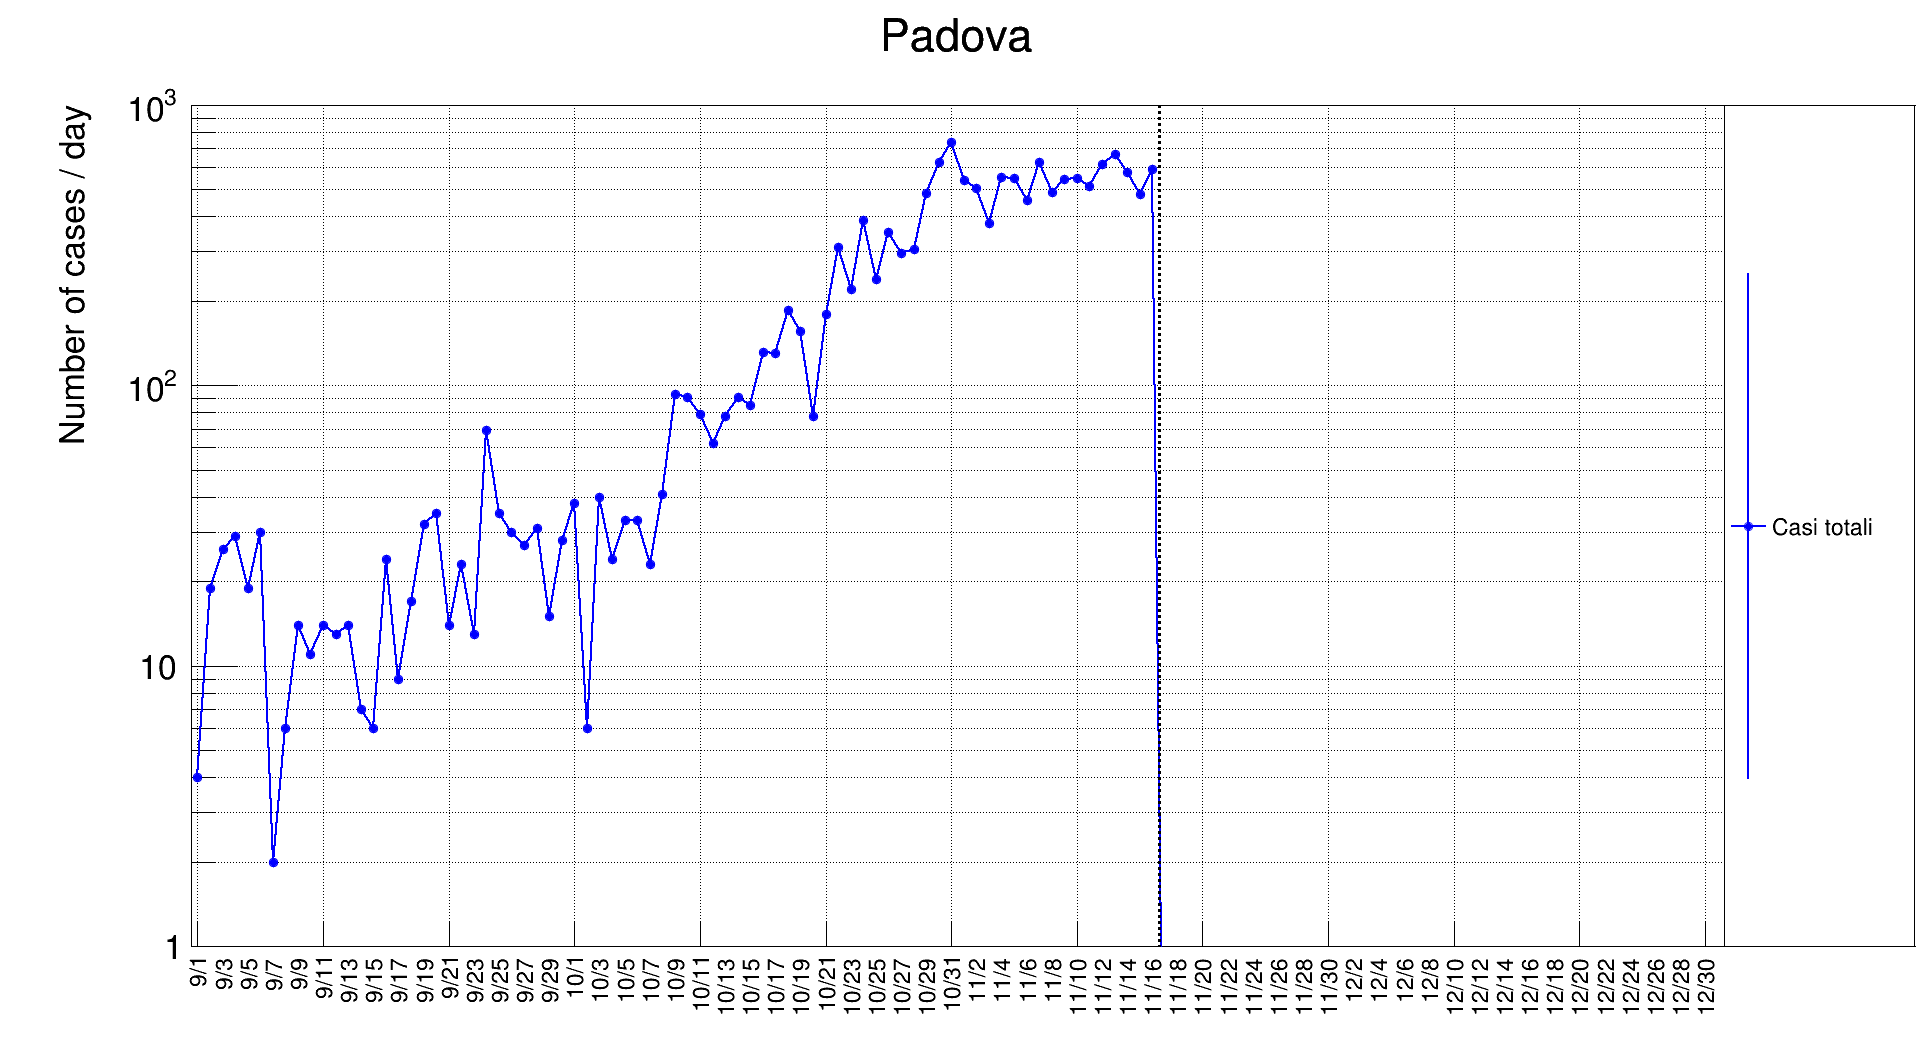 Padova
Number of cases / day
10³
10²
10
1
9/1 9/3 9/5 9/7 9/9 9/11 9/13 9/15 9/17 9/19 9/21 9/23 9/25 9/27 9/29 10/1 10/3 10/5 10/7 10/9 10/11 10/13 10/15 10/17 10/19 10/21 10/23 10/25 10/27 10/29 10/31 11/2 11/4 11/6 11/8 11/10 11/12 11/14 11/16 11/18 11/20 11/22 11/24 11/26 11/28 11/30 12/2 12/4 12/6 12/8 12/10 12/12 12/14 12/16 12/18 12/20 12/22 12/24 12/26 12/28 12/30
Casi totali